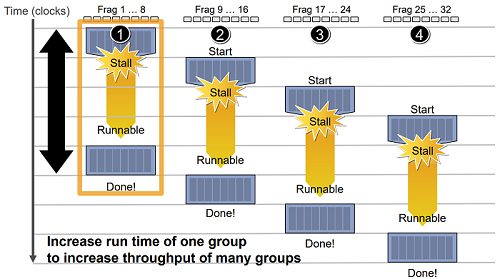 Time (clocks)
Frag 1 … 8
Frag 9 … 16
Frag 17 … 24
Frag 25 … 32
1
2
3
4
Start
Stall
Start
Stall
Start
Stall
Runnable
Stall
Runnable
Done!
Runnable
Done!
Runnable
Done!
Increase run time of one group
to increase throughput of many groups
Done!